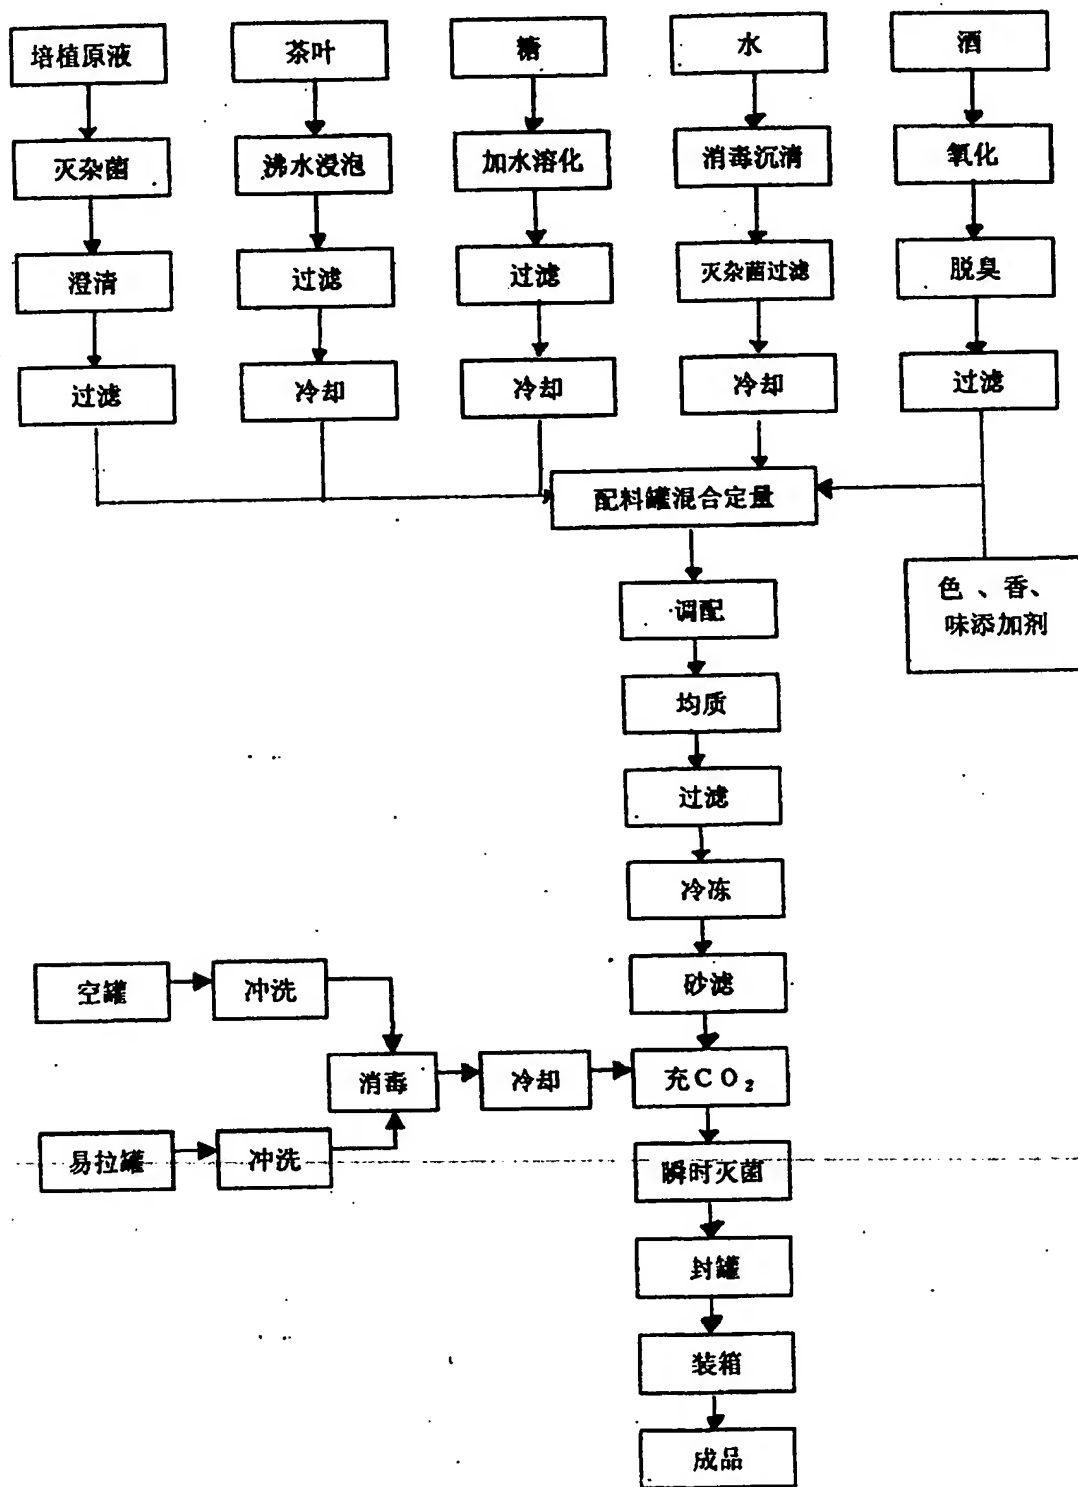 培植原液
茶叶
糖
水
酒
灭杂菌
沸水浸泡
加水溶化
消毒沉清
氧化
澄清
过滤
过滤
灭杂菌过滤
脱臭
过滤
冷却
冷却
冷却
过滤
配料罐混合定量
色、香、
味添加剂
调配
均质
过滤
冷冻
砂滤
空罐
冲洗
消毒
冷却
充CO₂
易拉罐
冲洗
瞬时灭菌
封罐
装箱
成品